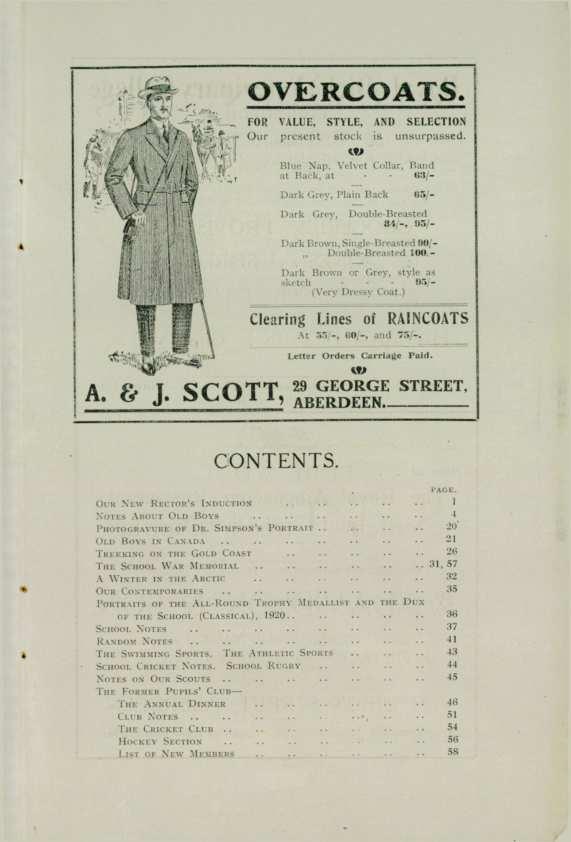 OVERCOATS.
FOR VALUE, STYLE, AND SELECTION
Our present stock is unsurpassed.
Blue Nap, Velvet Collar, Band
at Back, at - - 63/-
Dark Grey, Plain Back 65/-
Dark Grey, Double-Breasted
84/-, 95/-
Dark Brown, Single-Breasted 90/-
„ Double-Breasted 100/-
Dark Brown or Grey, style as
sketch - - - 95/-
(Very Dressy Coat.)
Clearing Lines of RAINCOATS
At 55/-, 60/-, and 75/-.
Letter Orders Carriage Paid.
A. & J. SCOTT, 29 GEORGE STREET,
ABERDEEN.
CONTENTS.
PAGE.
Our New Rector's Induction .. .. .. .. .. 1
Notes About Old Boys .. .. .. .. .. .. 4
Photogravure of Dr. Simpson's Portrait .. .. .. .. 20
Old Boys in Canada .. .. .. .. .. .. .. 21
Trekking on the Gold Coast .. .. .. .. .. 26
The School War Memorial .. .. .. .. .. .. 31, 57
A Winter in the Arctic .. .. .. .. .. .. 32
Our Contemporaries .. .. .. .. .. .. .. 35
Portraits of the All-Round Trophy Medallist and the Dux
of the School (Classical), 1920 .. .. .. .. .. 36
School Notes .. .. .. .. .. .. .. .. 37
Random Notes .. .. .. .. .. .. .. .. 41
The Swimming Sports. The Athletic Sports .. .. .. 43
School Cricket Notes. School Rugby .. .. .. .. 44
Notes on Our Scouts .. .. .. .. .. .. .. 45
The Former Pupils' Club—
The Annual Dinner .. .. .. .. .. .. 46
Club Notes .. .. .. .. .. .. .. .. 51
The Cricket Club .. .. .. .. .. .. .. 54
Hockey Section .. .. .. .. .. .. .. 56
List of New Members .. .. .. .. .. .. 58